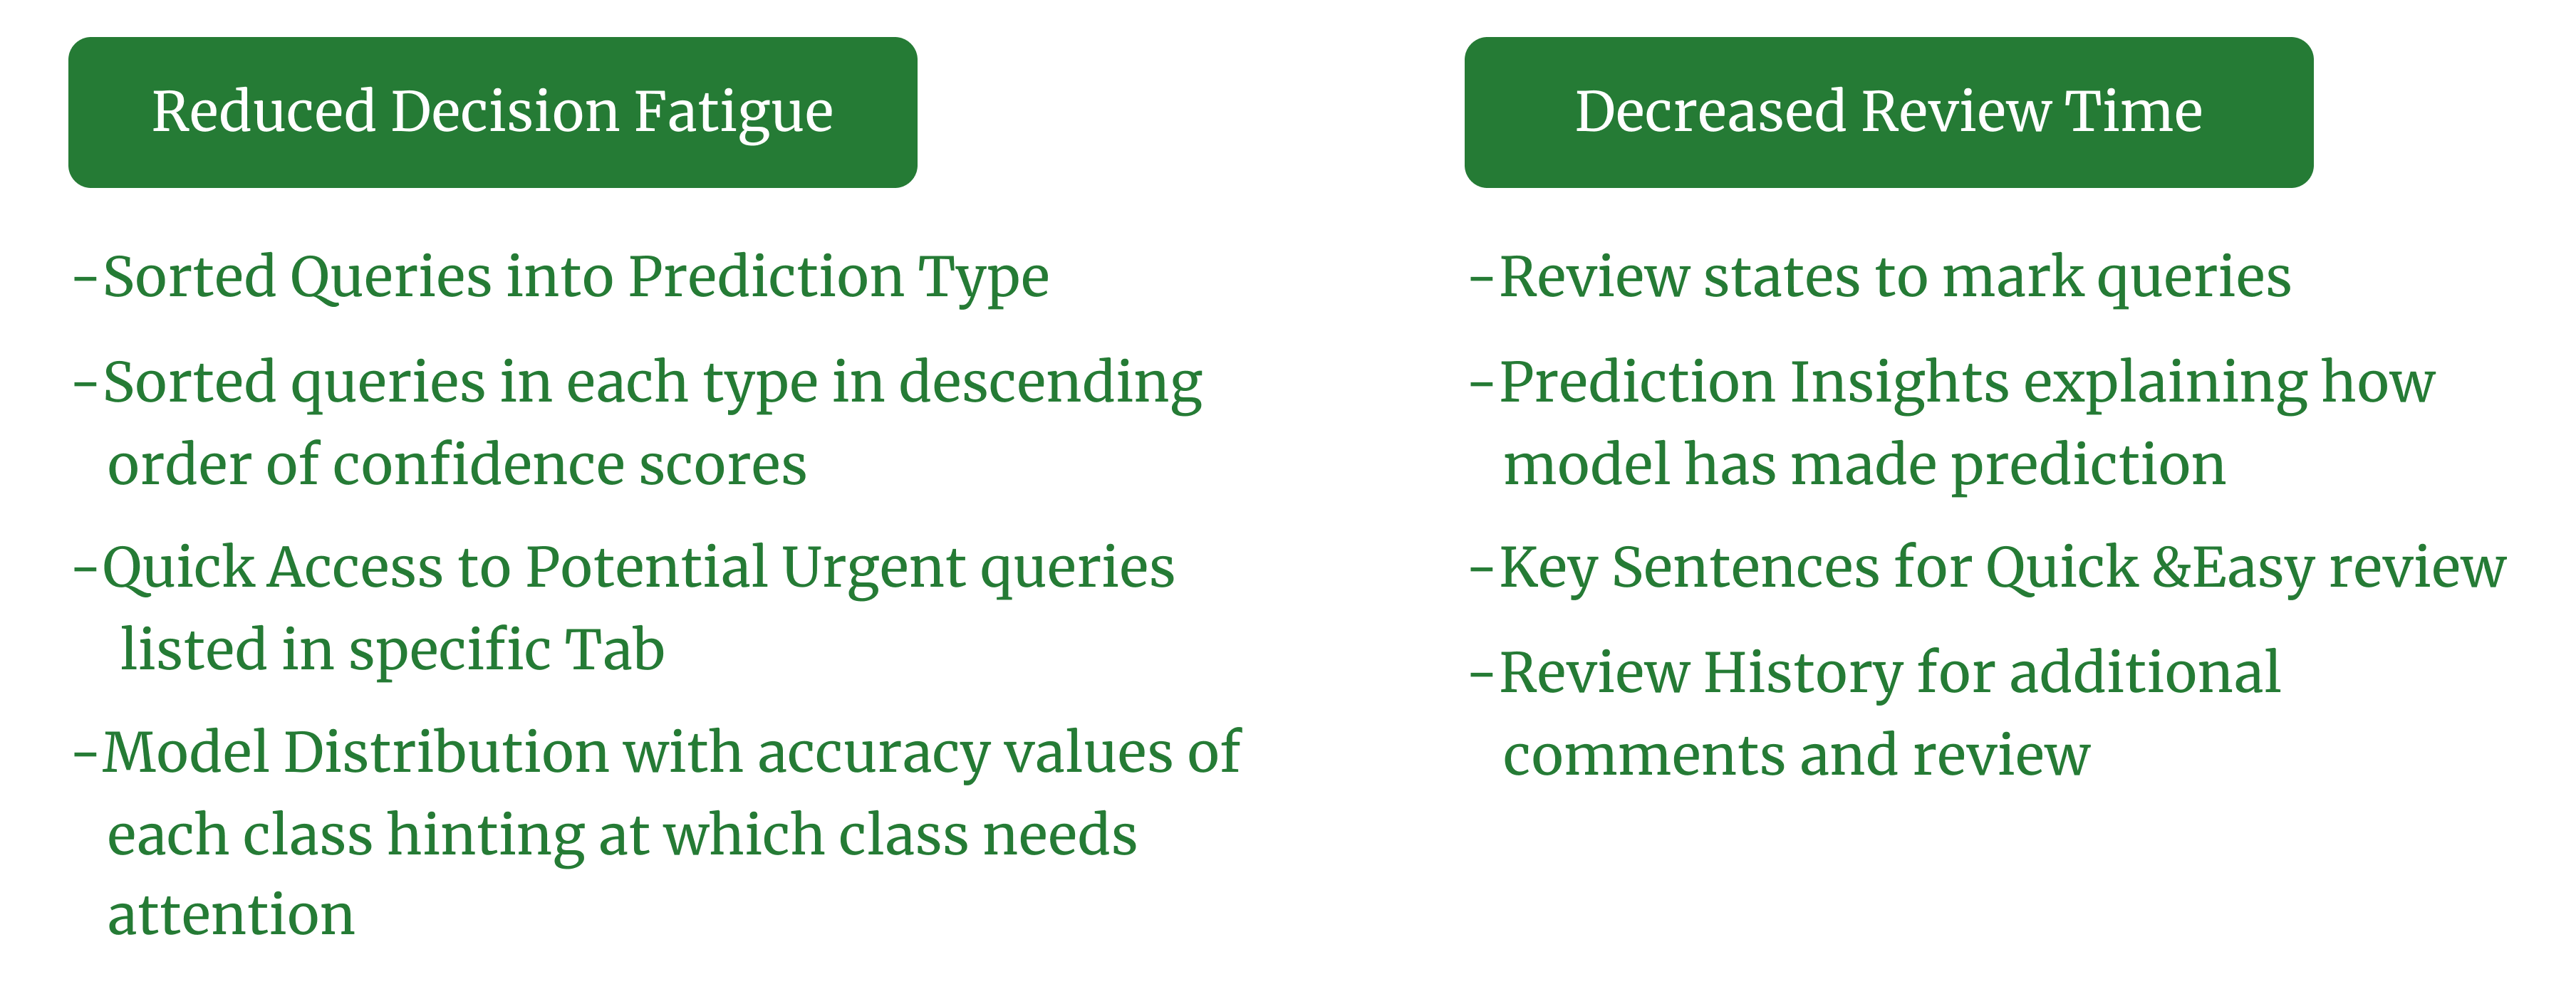 Reduced Decision Fatigue
-Sorted Queries into Prediction Type
-Sorted queries in each type in descending
order of confidence scores
-Quick Access to Potential Urgent queries
listed in specific Tab
-Model Distribution with accuracy values of
each class hinting at which class needs
attention
Decreased Review Time
-Review states to mark queries
-Prediction Insights explaining how
model has made prediction
-Key Sentences for Quick &Easy review
-Review History for additional
comments and review